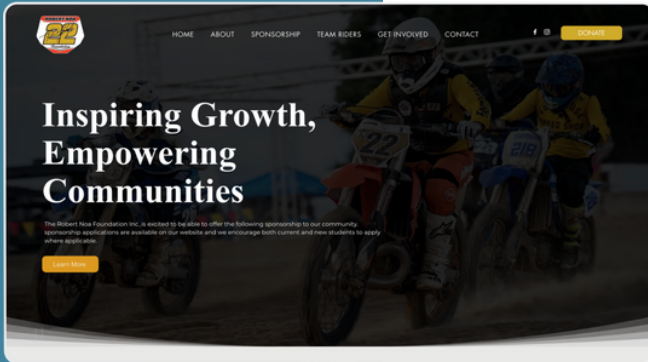 ROBERT NOA
22
HOME ABOUT SPONSORSHIP TEAM RIDERS GET INVOLVED CONTACT
DONATE
Inspiring Growth,
Empowering
Communities
The Robert Noa Foundation Inc. is excited to be able to offer the following sponsorship to our community.
sponsorship applications are available on our website and we encourage both current and new students to apply
where applicable.
Learn More
22
218